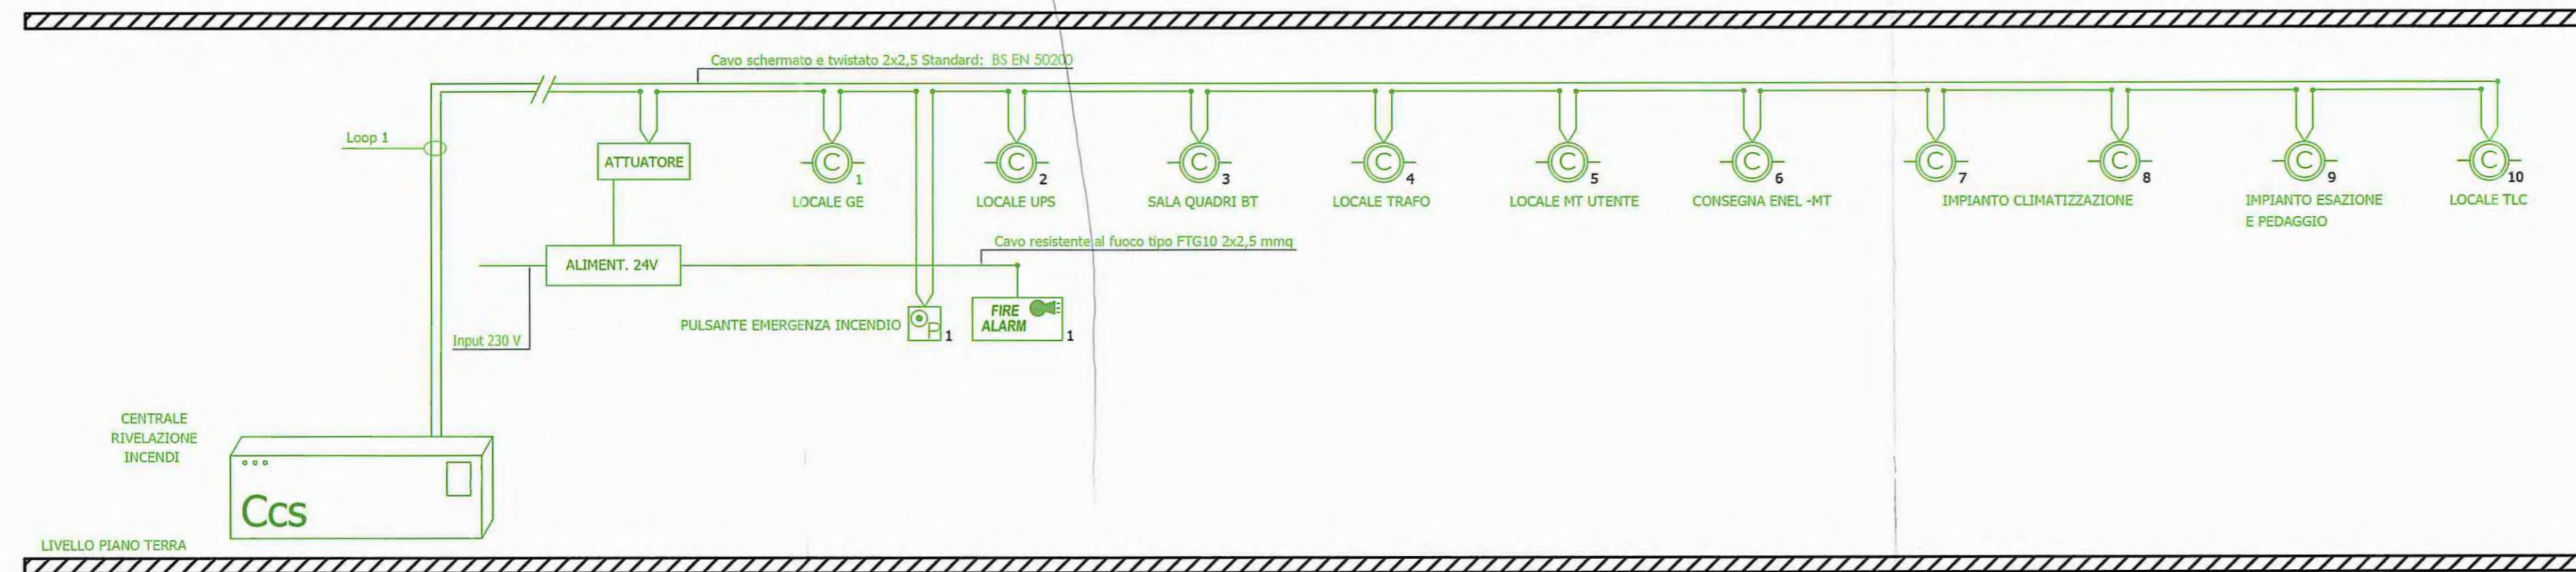 Cavo schermato e twistato 2x2,5 Standard: BS EN 50200
Loop 1
ATTUATORE
C
1
LOCALE GE
C
2
LOCALE UPS
C
3
SALA QUADRI BT
C
4
LOCALE TRAFO
C
5
LOCALE MT UTENTE
C
6
CONSEGNA ENEL -MT
C
7
C
8
IMPIANTO CLIMATIZZAZIONE
C
9
IMPIANTO ESAZIONE
E PEDAGGIO
C
10
LOCALE TLC
Cavo resistente al fuoco tipo FTG10 2x2,5 mmq
ALIMENT. 24V
Input 230 V
PULSANTE EMERGENZA INCENDIO
P
1
FIRE
ALARM
1
CENTRALE
RIVELAZIONE
INCENDI
Ccs
LIVELLO PIANO TERRA